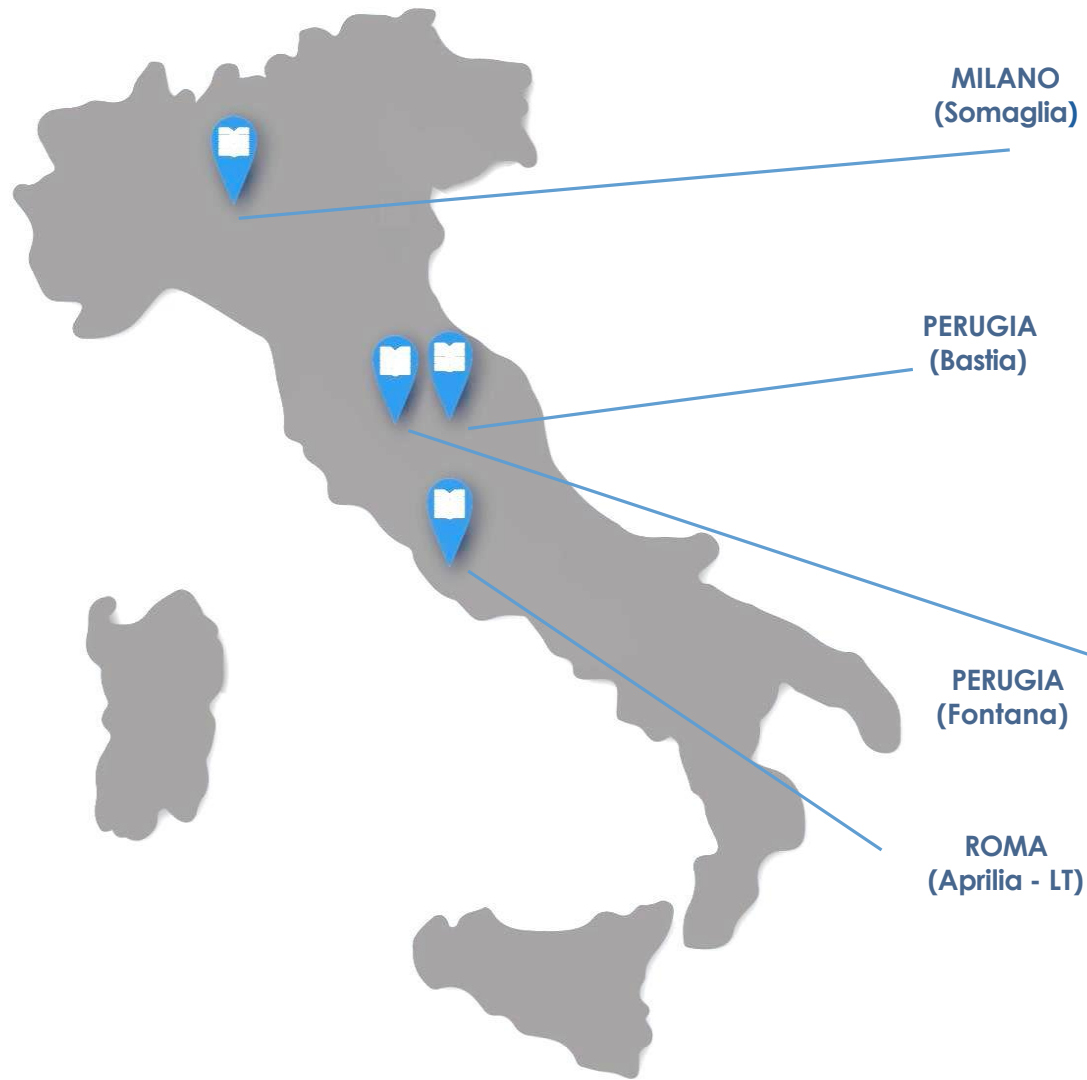 MILANO
(Somaglia)
PERUGIA
(Bastia)
PERUGIA
(Fontana)
ROMA
(Aprilia - LT)